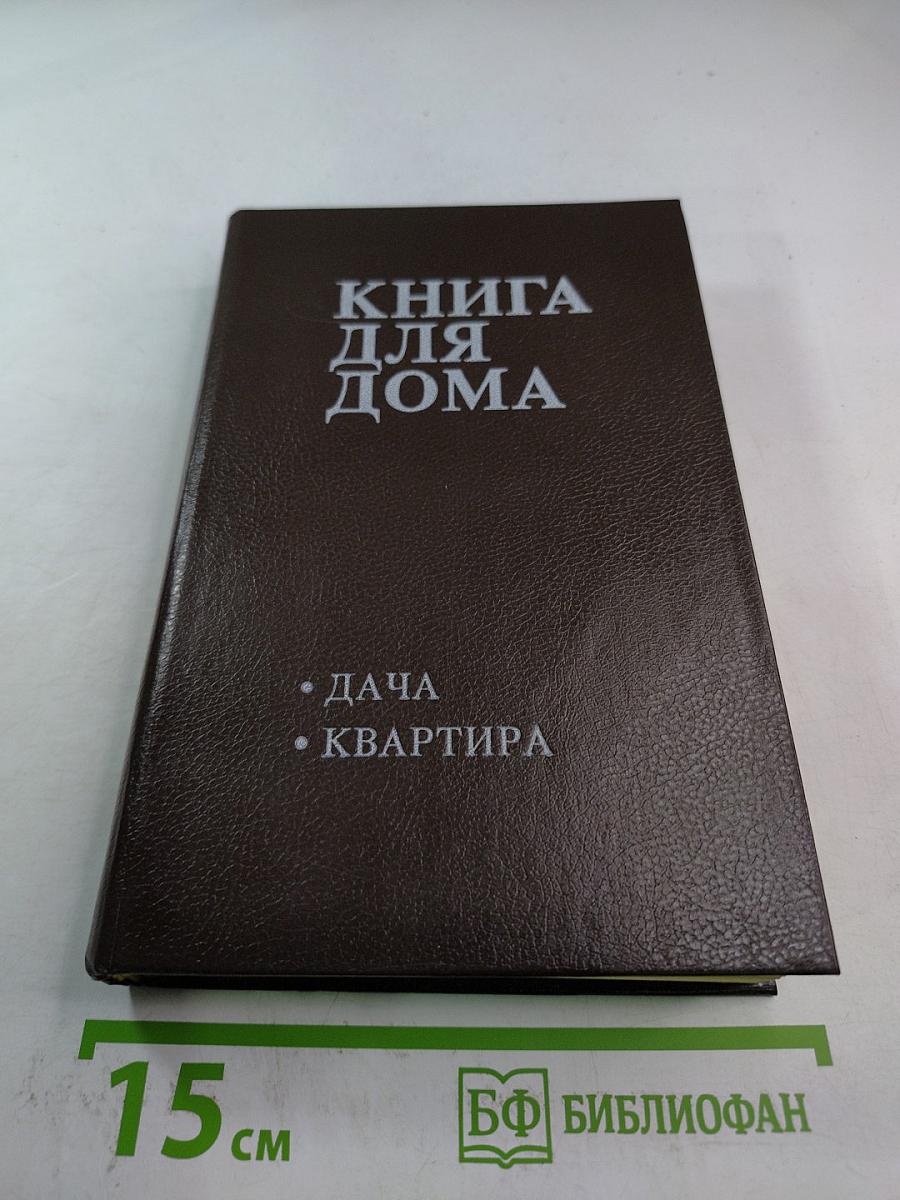 КНИГА
ДЛЯ
ДОМА
• ДАЧА
• КВАРТИРА
15 см
БФ БИБЛИОФАН